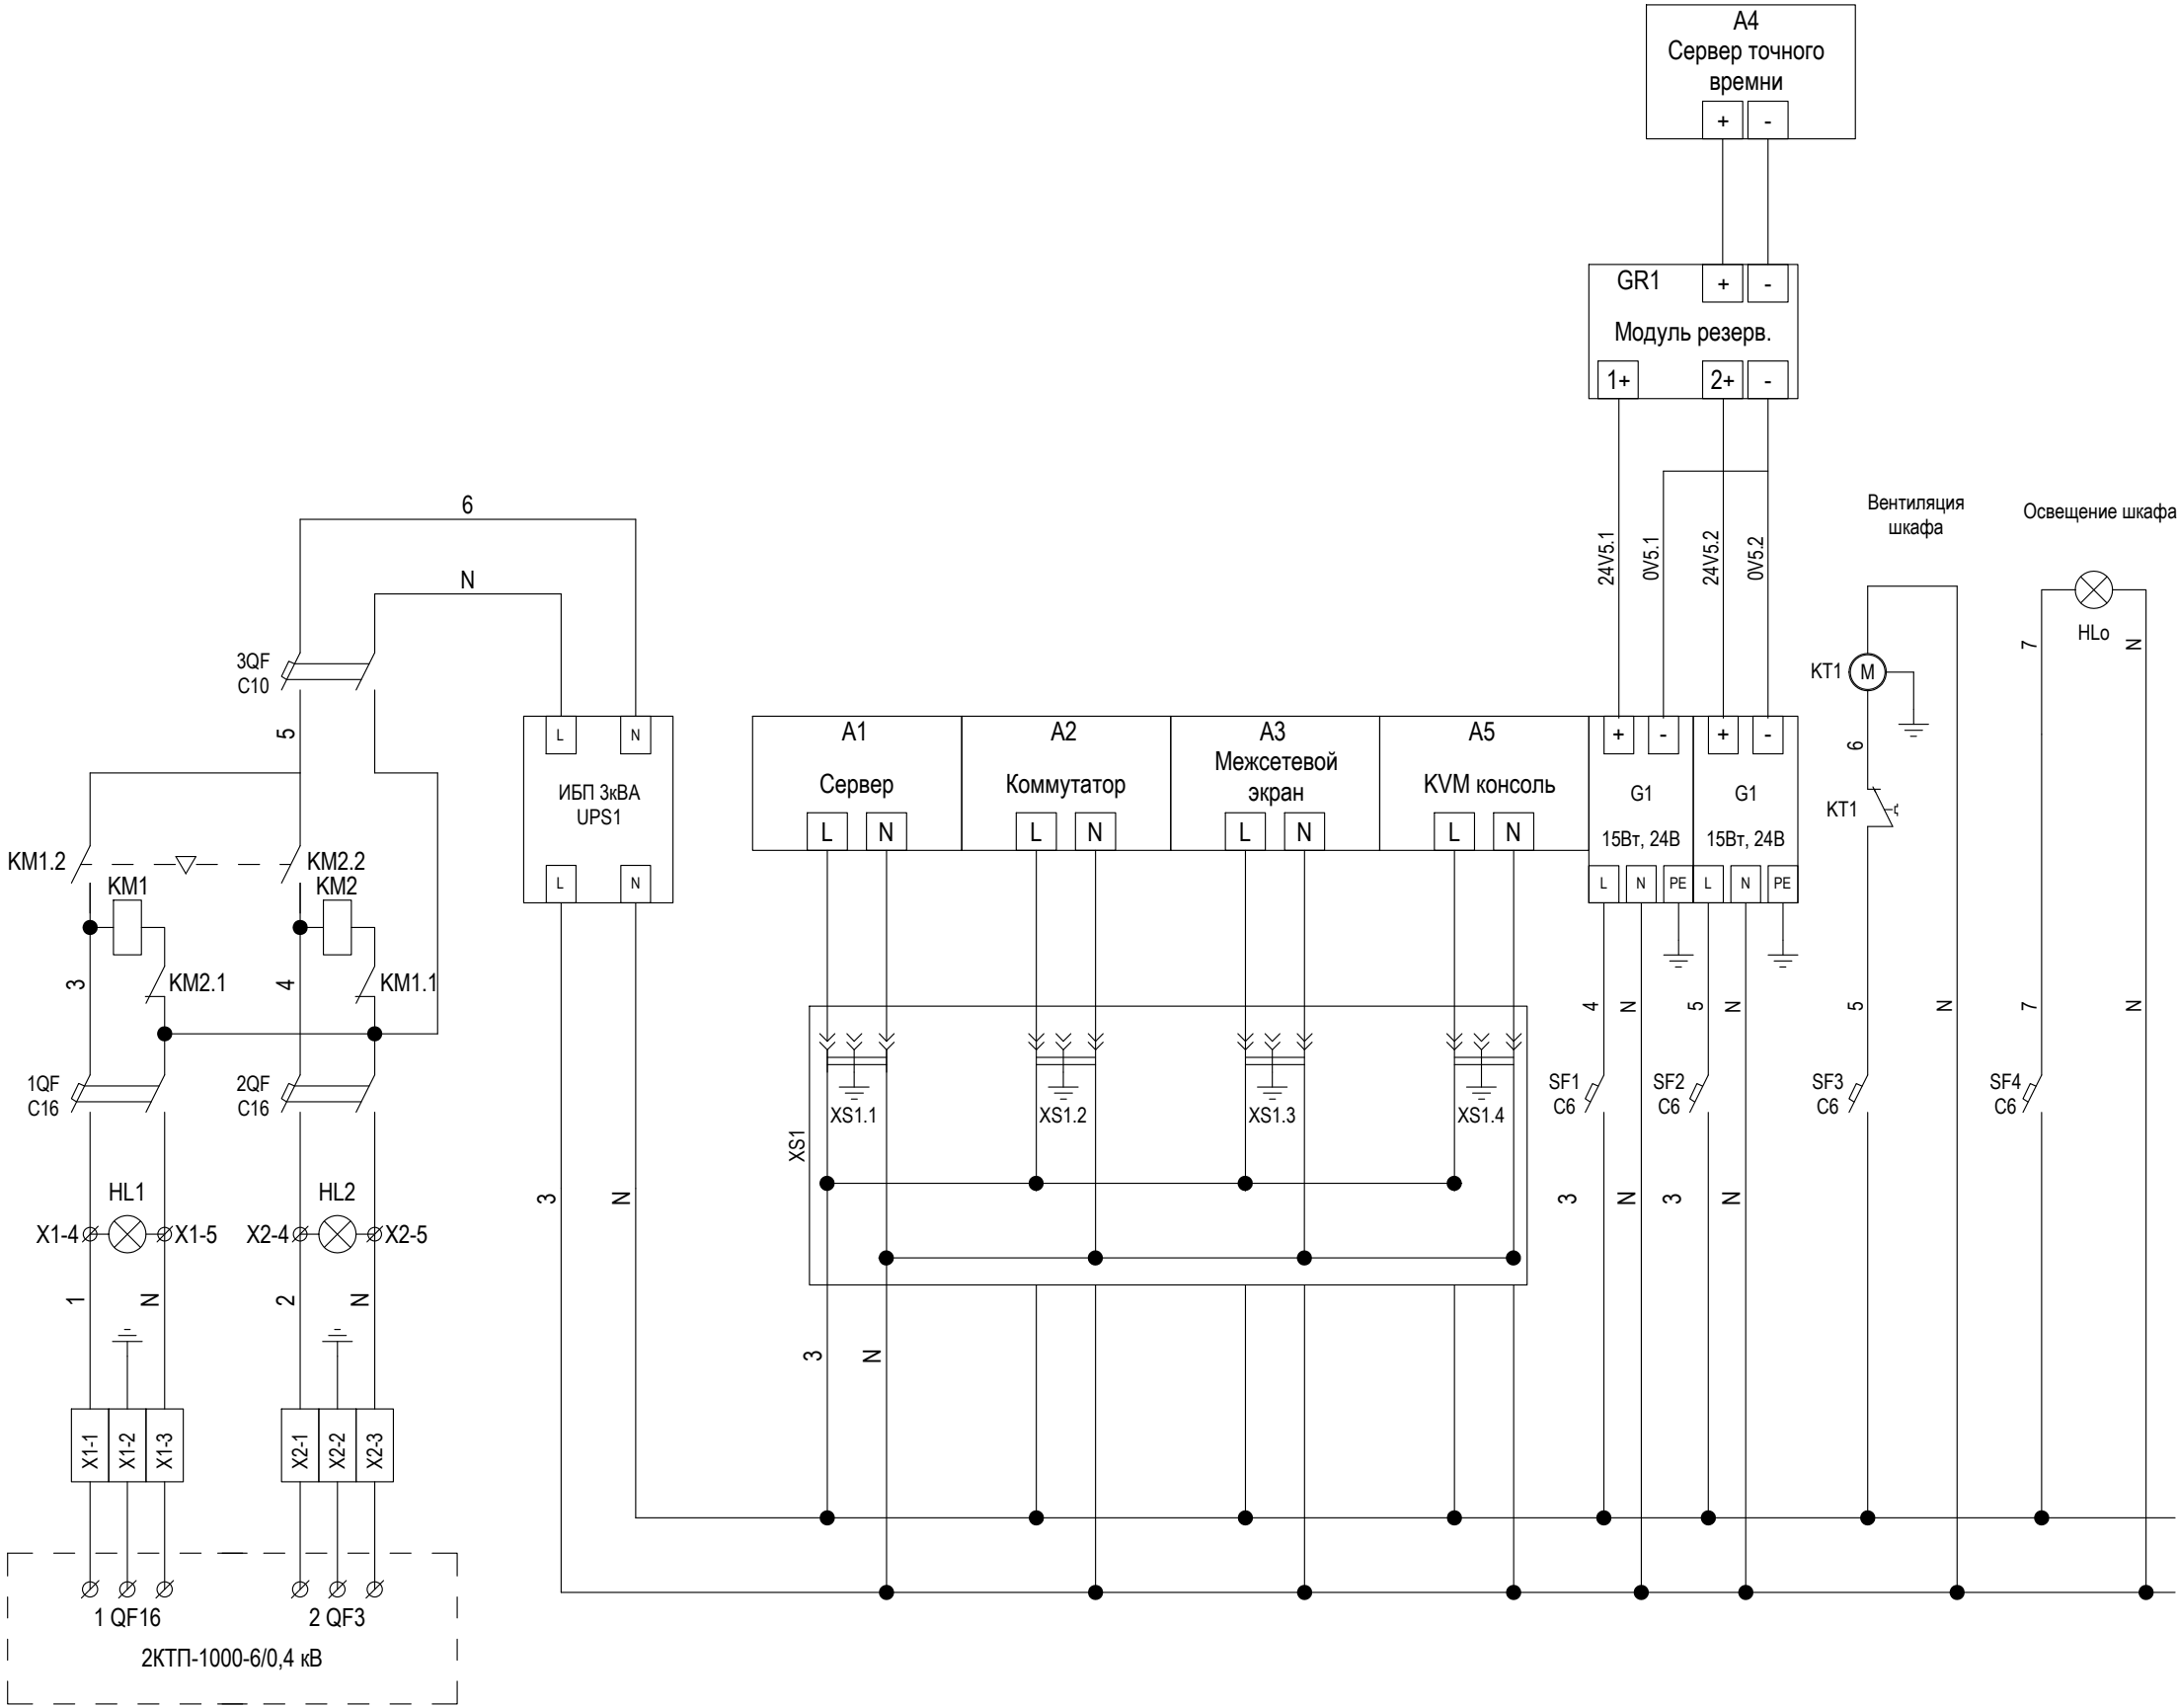 А4
Сервер точного
времни
+
-
GR1
+
-
Модуль резерв.
1+
2+
-
6
N
24V5.1
0V5.1
24V5.2
0V5.2
Вентиляция
шкафа
Освещение шкафа
HLо
7
N
3QF
C10
5
L
N
ИБП 3кВА
UPS1
L
N
А1
Сервер
L
N
А2
Коммутатор
L
N
А3
Межсетевой
экран
L
N
А5
KVM консоль
L
N
+
-
G1
15Вт, 24В
L
N
PE
+
-
G1
15Вт, 24В
L
N
PE
KT1
M
6
KT1
KM1.2
KM2.2
KM1
KM2
3
KM2.1
4
KM1.1
4
N
5
N
5
N
7
N
1QF
C16
2QF
C16
XS1
XS1.1
XS1.2
XS1.3
XS1.4
SF1
C6
SF2
C6
SF3
C6
SF4
C6
HL1
HL2
X1-4
X1-5
X2-4
X2-5
3
N
3
N
3
N
1
N
2
N
3
N
X1-1
X1-2
X1-3
X2-1
X2-2
X2-3
1 QF16
2 QF3
2КТП-1000-6/0,4 кВ